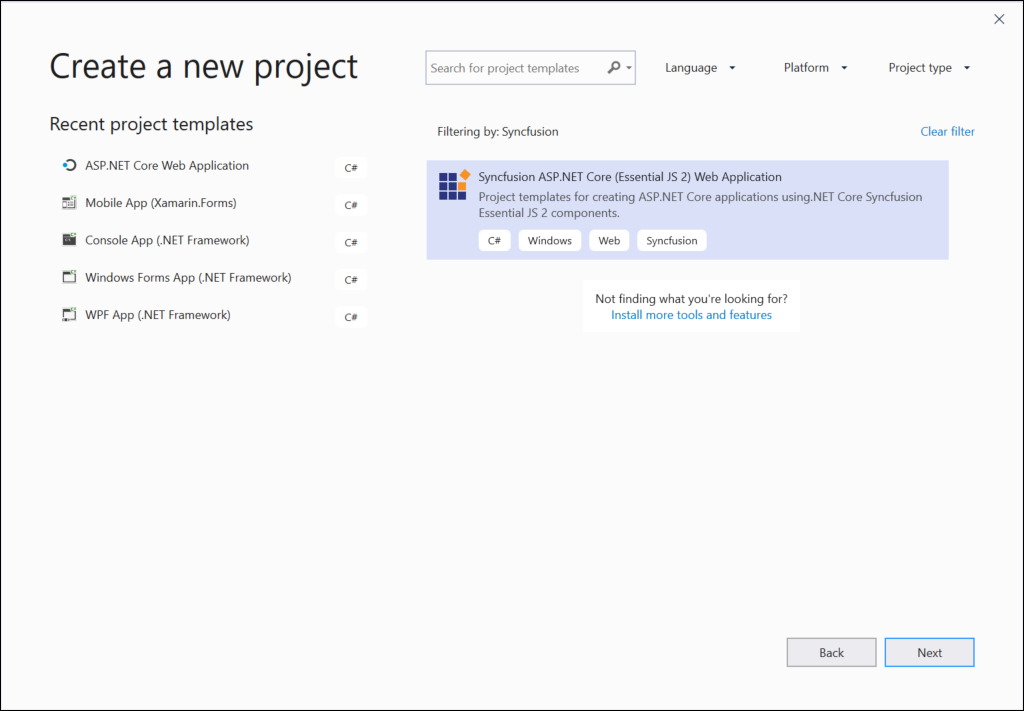 Create a new project
Search for project templates
Language
Platform
Project type
Recent project templates
ASP.NET Core Web Application
C#
Mobile App (Xamarin.Forms)
C#
Console App (.NET Framework)
C#
Windows Forms App (.NET Framework)
C#
WPF App (.NET Framework)
C#
Filtering by: Syncfusion
Clear filter
Syncfusion ASP.NET Core (Essential JS 2) Web Application
Project templates for creating ASP.NET Core applications using.NET Core Syncfusion
Essential JS 2 components.
C#
Windows
Web
Syncfusion
Not finding what you're looking for?
Install more tools and features
Back
Next